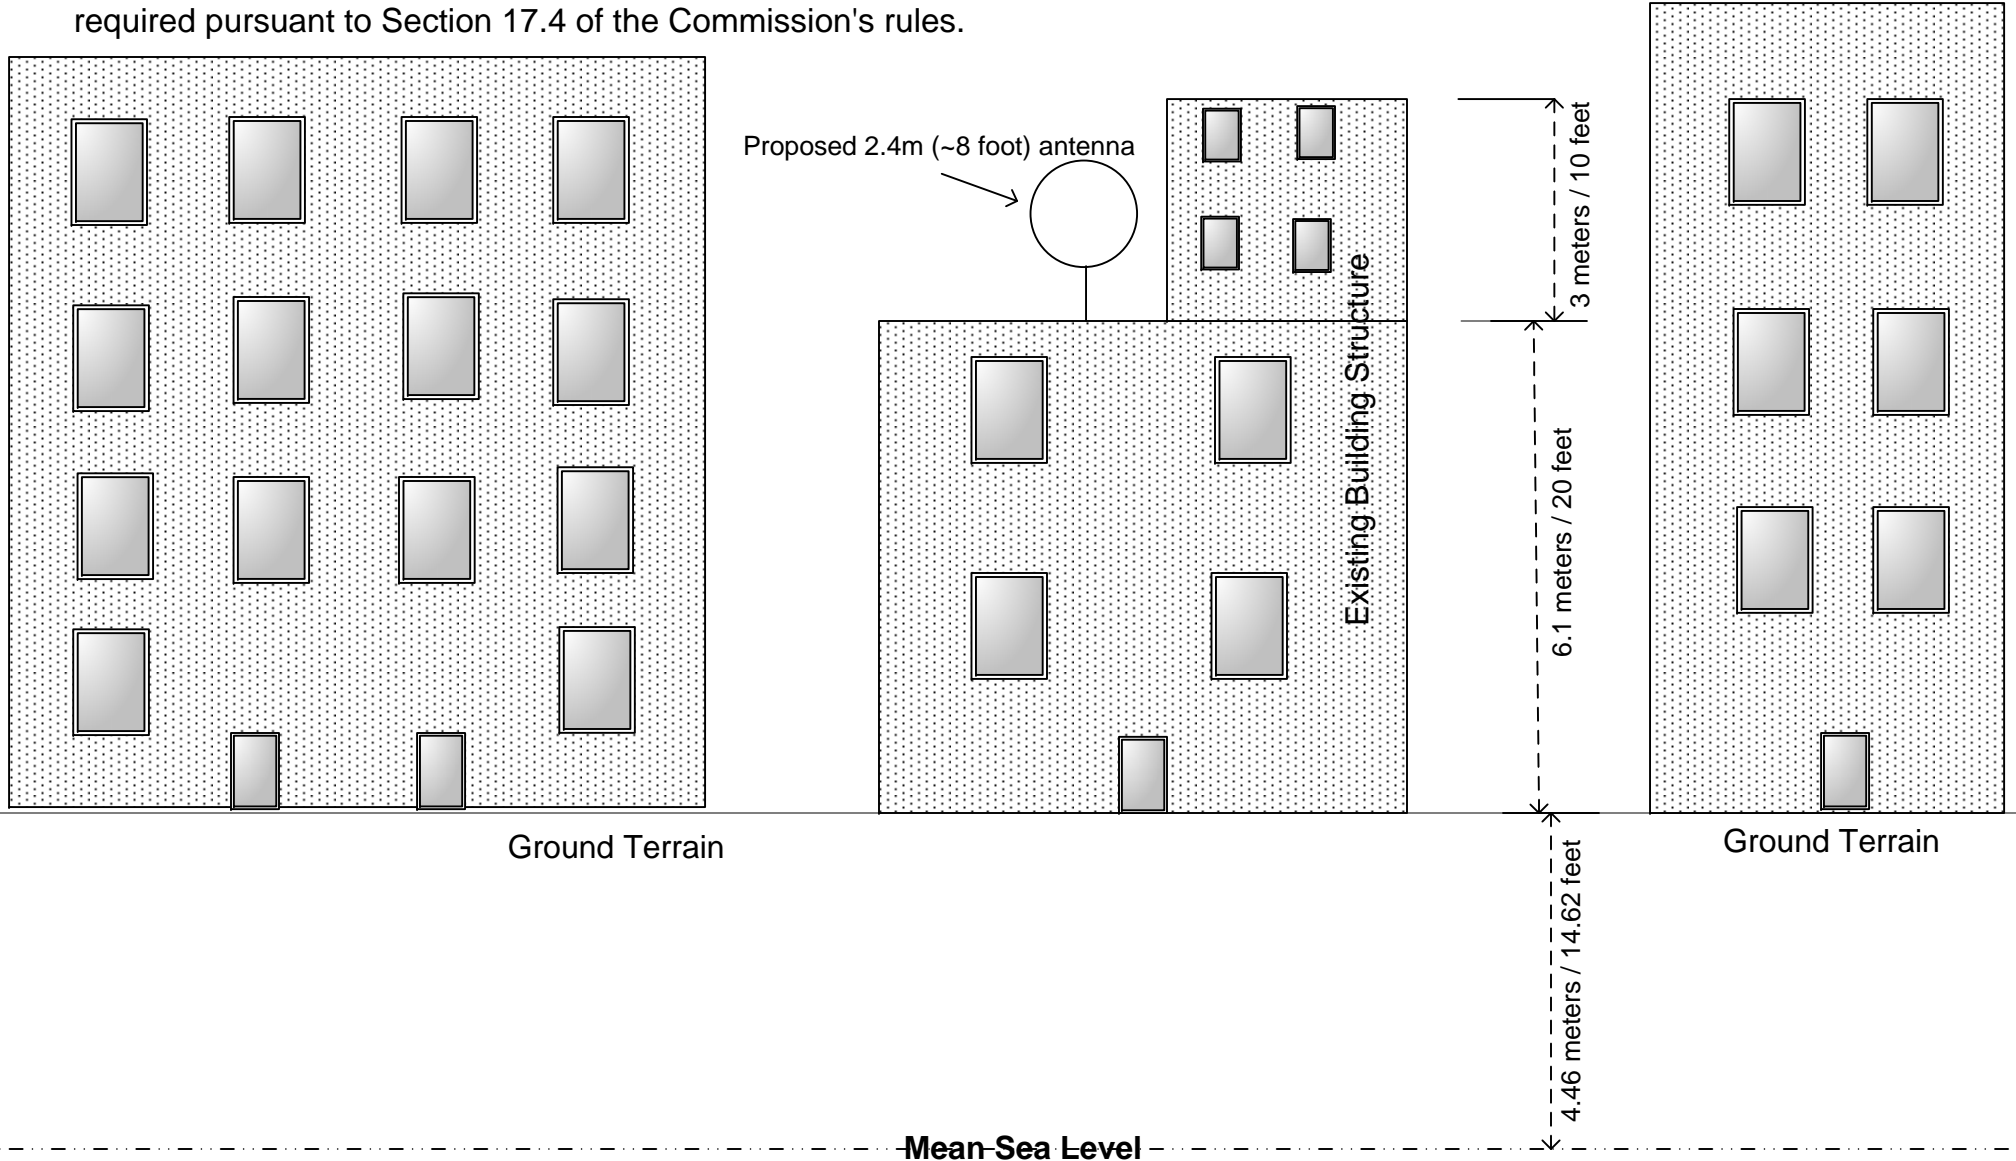 required pursuant to Section 17.4 of the Commission's rules.
Proposed 2.4m (~8 foot) antenna
3 meters / 10 feet
Existing Building Structure
6.1 meters / 20 feet
Ground Terrain
Ground Terrain
4.46 meters / 14.62 feet
Mean Sea Level